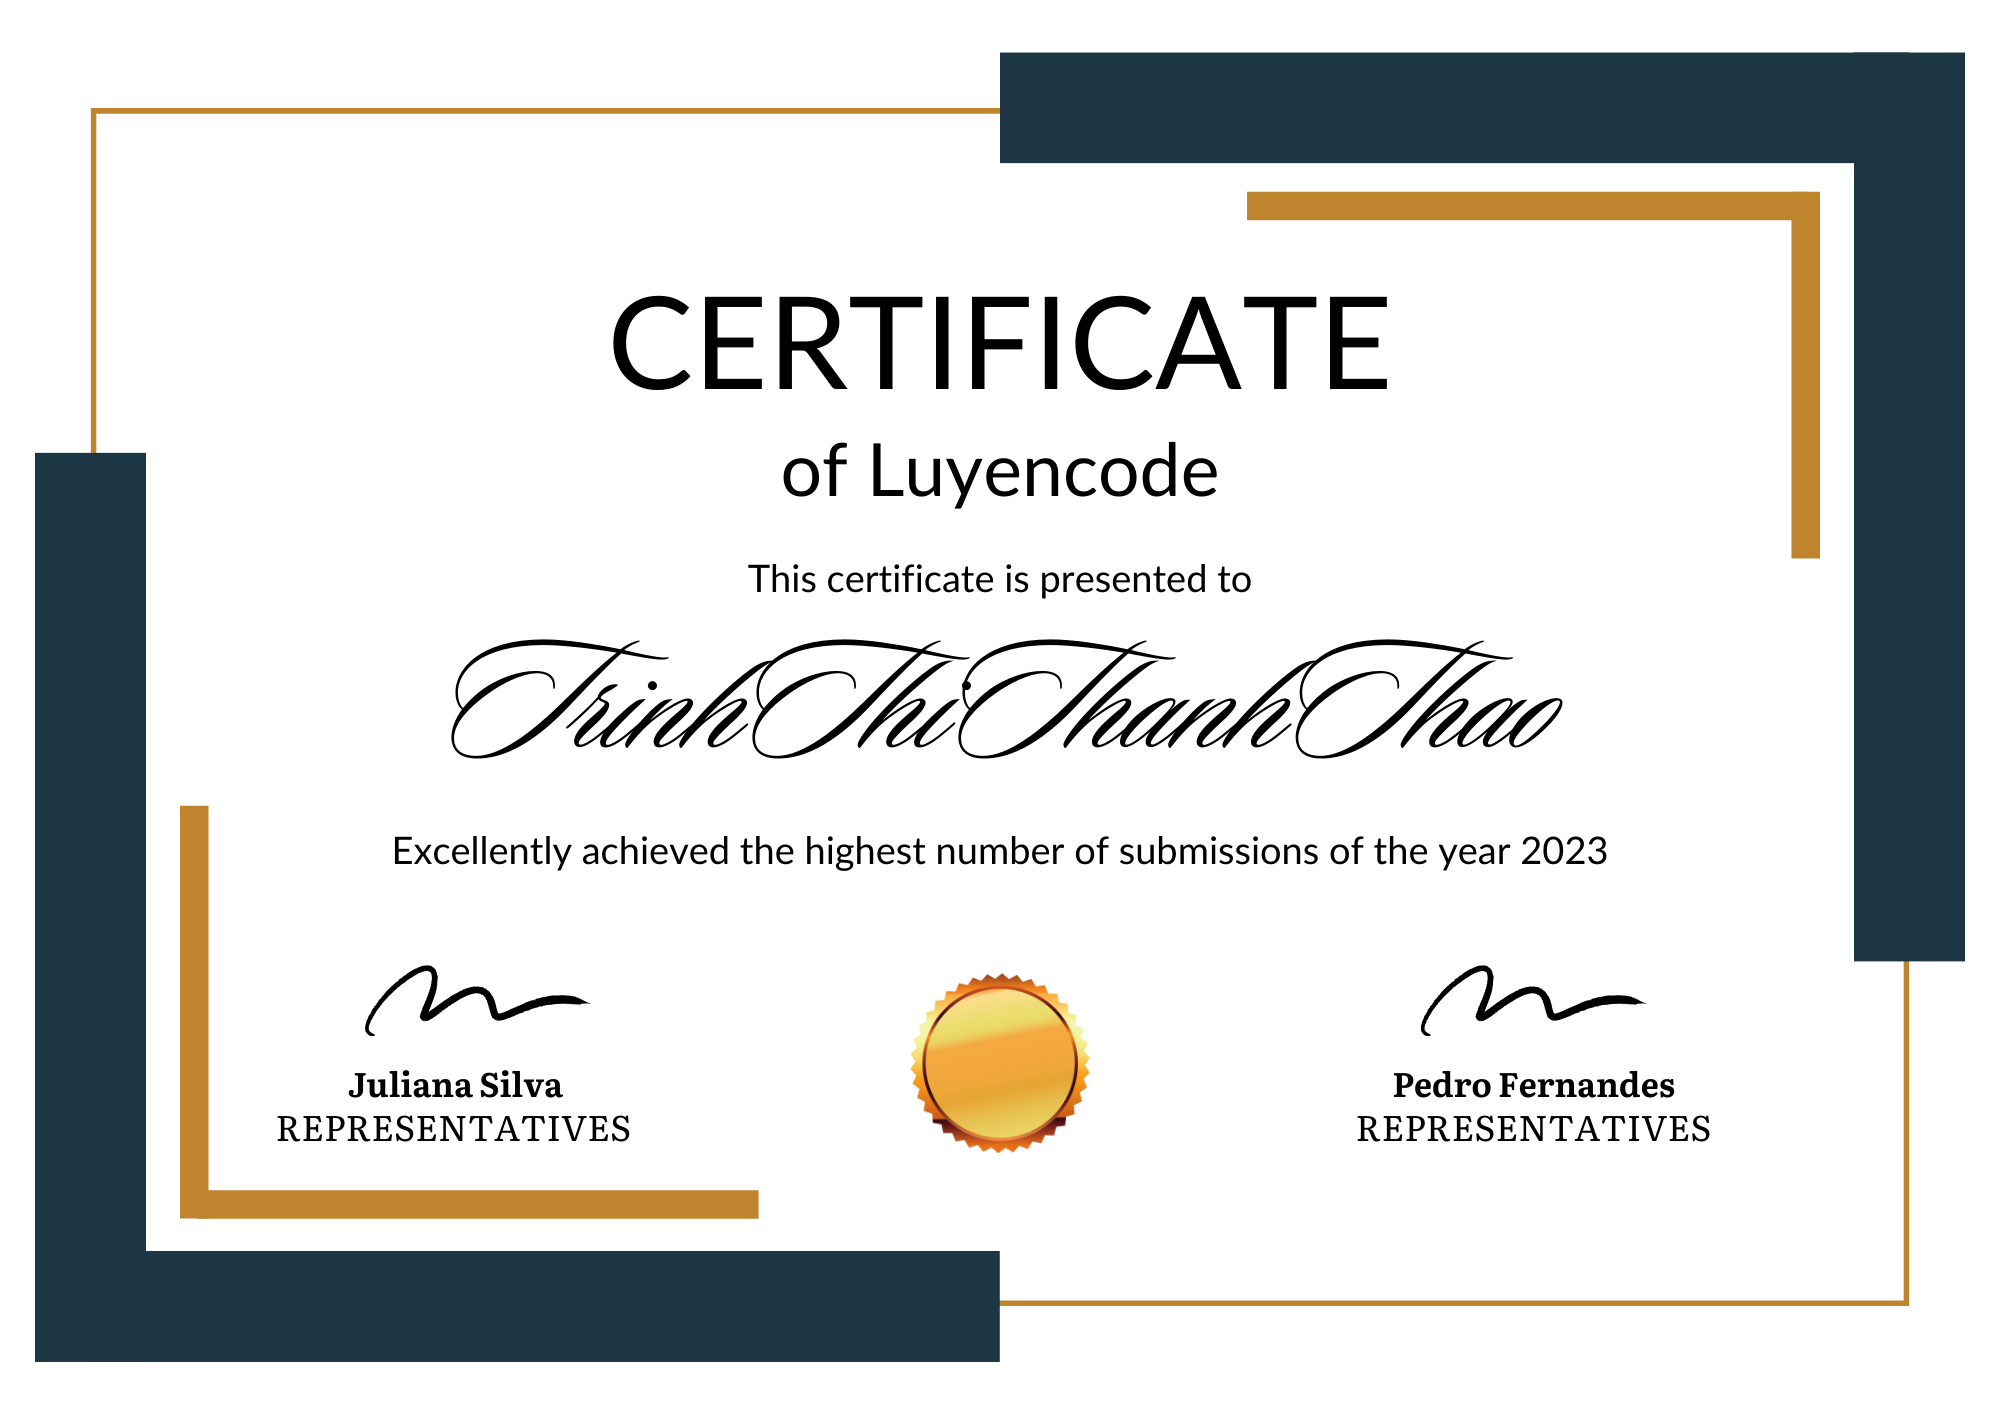 CERTIFICATE
of Luyencode
This certificate is presented to
TrinhThiThanhThao
Excellently achieved the highest number of submissions of the year 2023
Juliana Silva
REPRESENTATIVES
Pedro Fernandes
REPRESENTATIVES